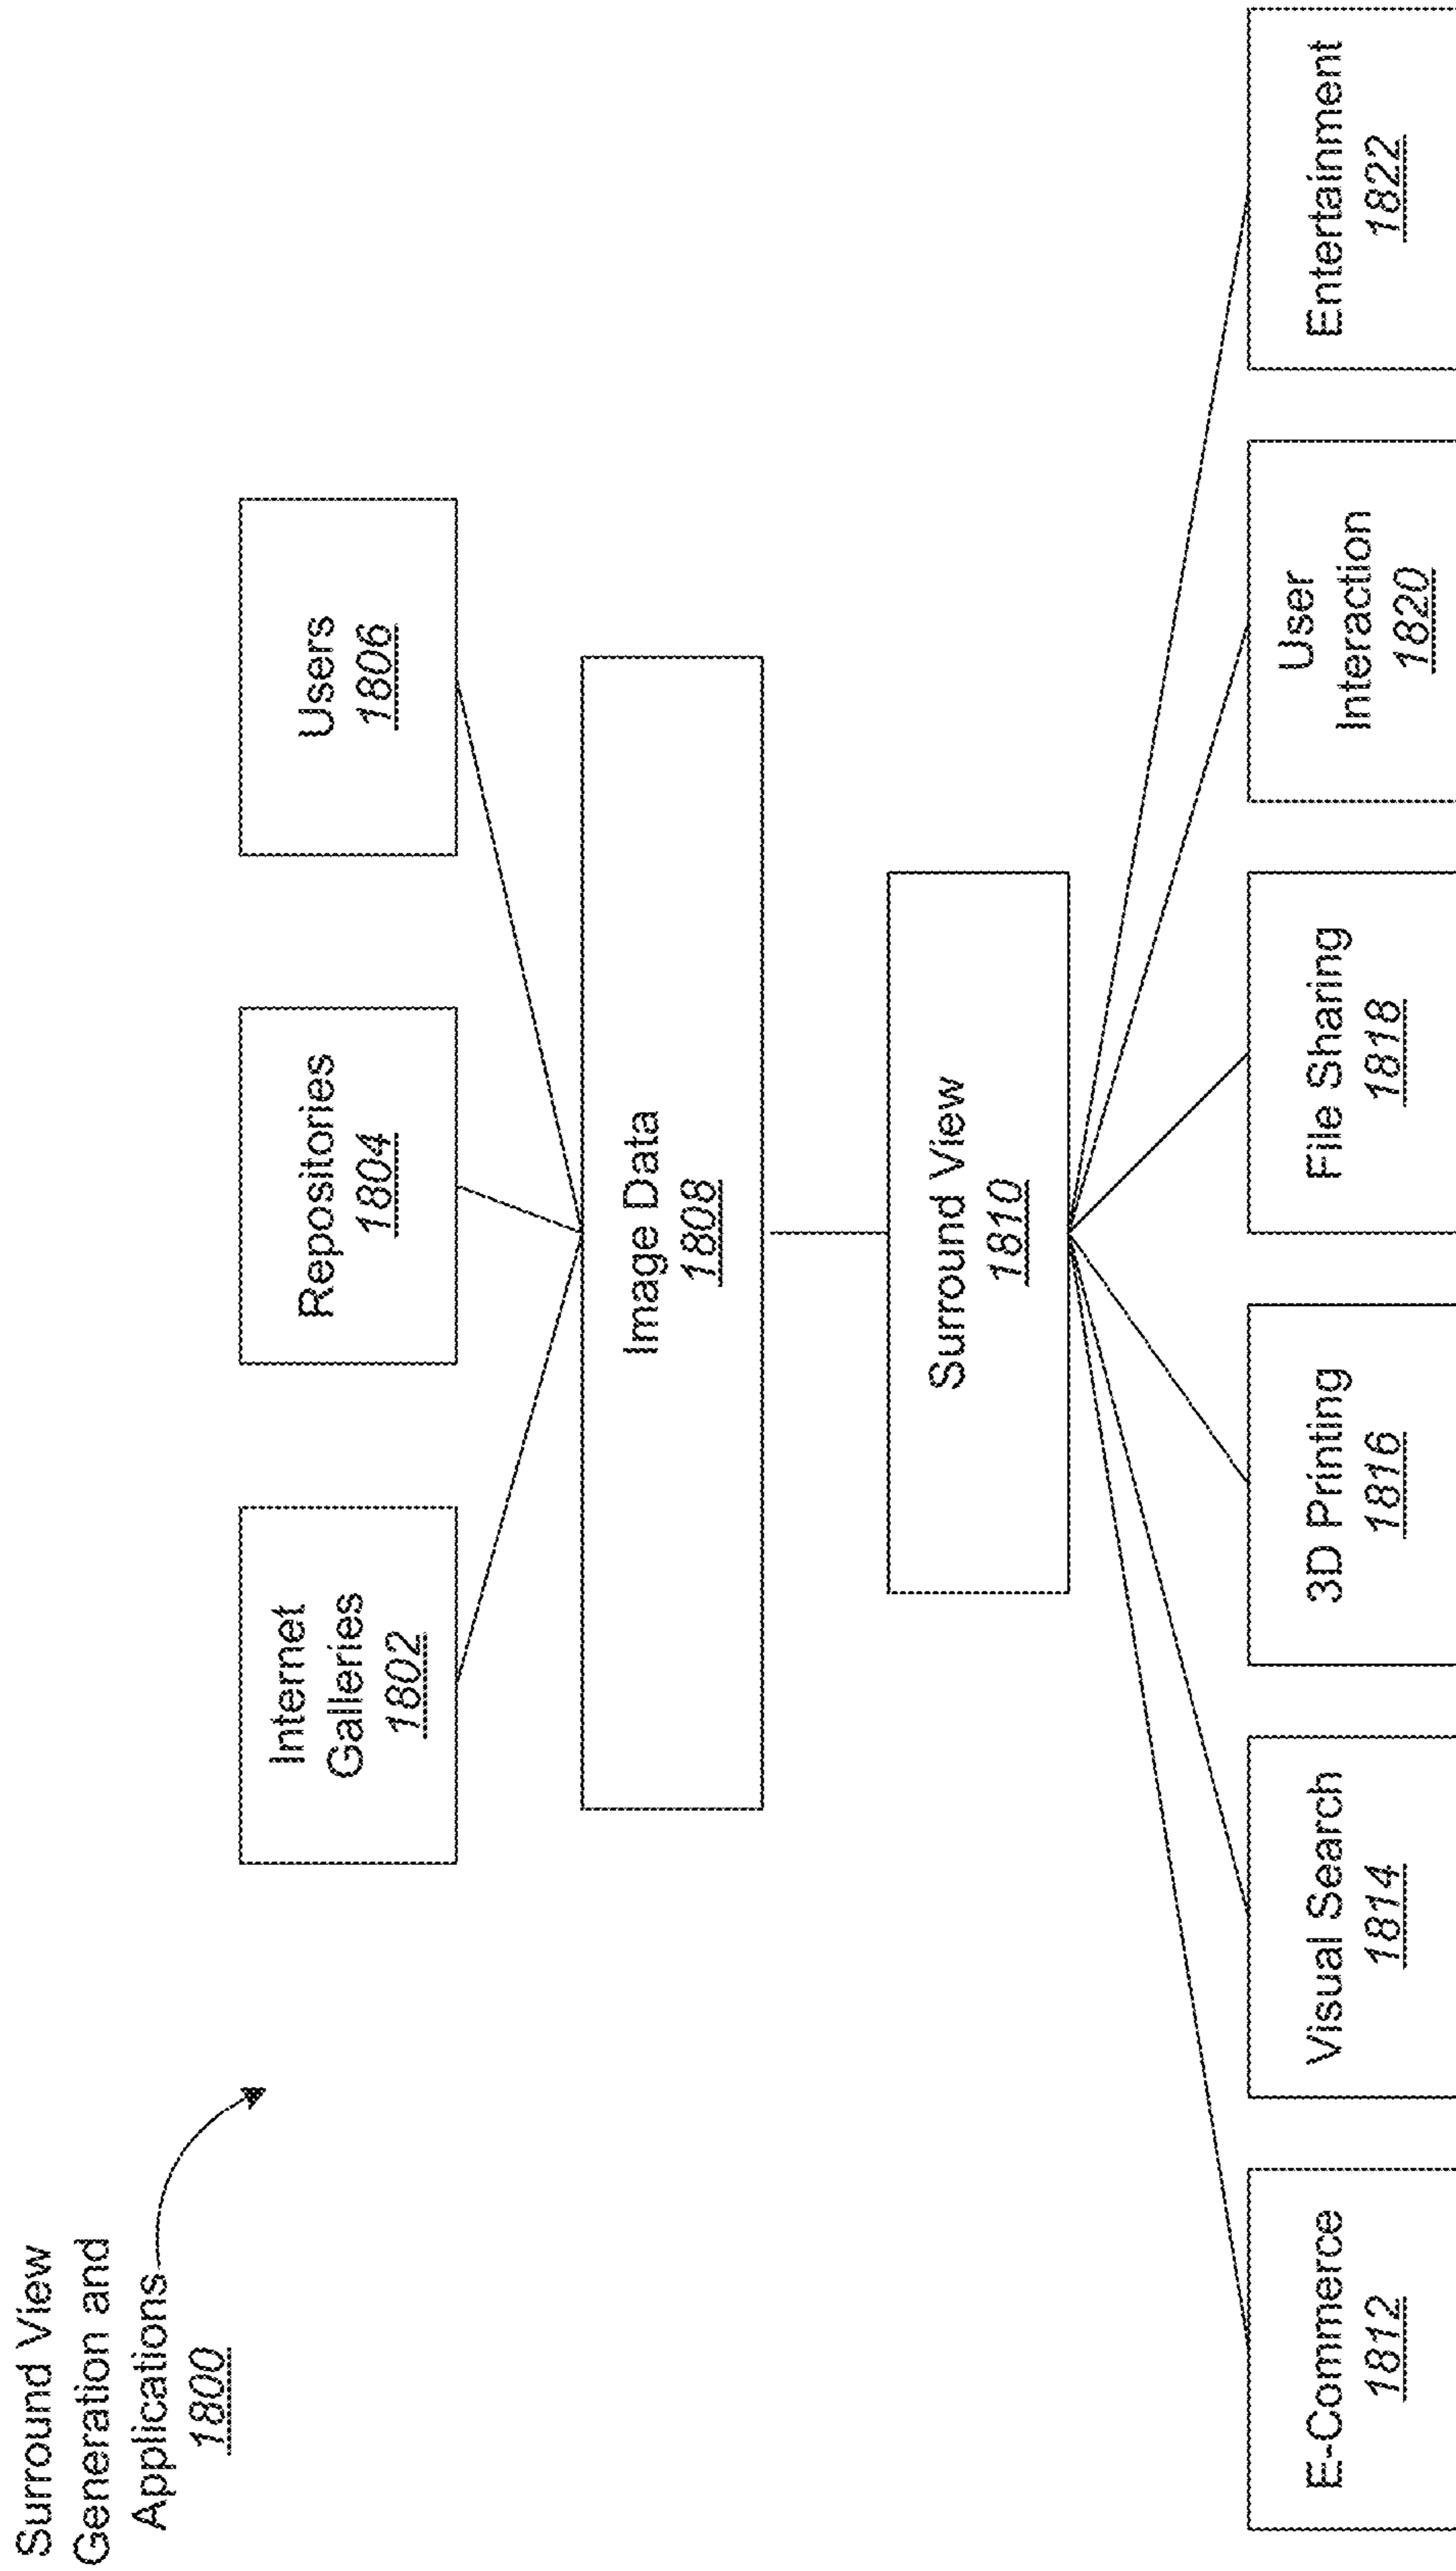 Surround View
Generation and
Applications
1800
Internet
Galleries
1802
Repositories
1804
Users
1806
Image Data
1808
Surround View
1810
E-Commerce
1812
Visual Search
1814
3D Printing
1816
File Sharing
1818
User
Interaction
1820
Entertainment
1822